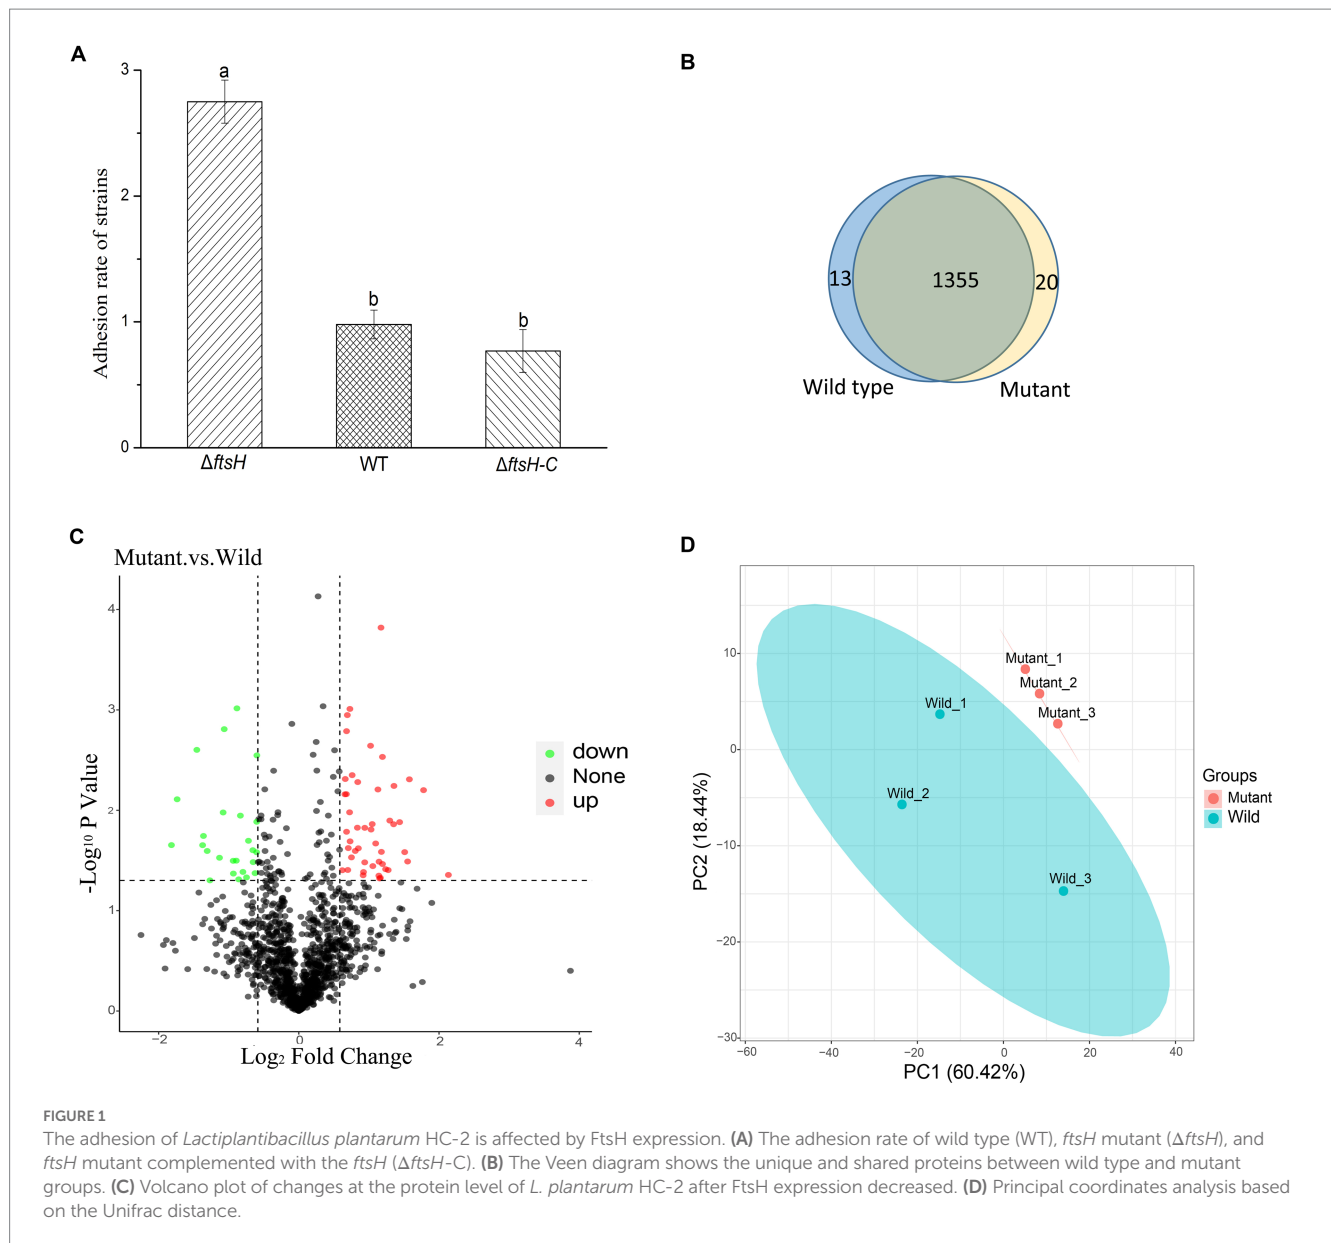 A
3
2
1
0
Adhesion rate of strains
a
b
b
ΔftsH
WT
ΔftsH-C
B
13
1355
20
Wild type
Mutant
C
Mutant.vs.Wild
4
3
2
1
0
-Log10 P Value
−2
0
2
4
Log2 Fold Change
down
None
up
D
10
0
−10
−20
−30
PC2 (18.44%)
Mutant_1
Mutant_2
Mutant_3
Wild_1
Wild_2
Wild_3
−60
−40
−20
0
20
40
PC1 (60.42%)
Groups
Mutant
Wild
FIGURE 1
The adhesion of Lactiplantibacillus plantarum HC-2 is affected by FtsH expression. (A) The adhesion rate of wild type (WT), ftsH mutant (ΔftsH), and
ftsH mutant complemented with the ftsH (ΔftsH-C). (B) The Veen diagram shows the unique and shared proteins between wild type and mutant
groups. (C) Volcano plot of changes at the protein level of L. plantarum HC-2 after FtsH expression decreased. (D) Principal coordinates analysis based
on the Unifrac distance.